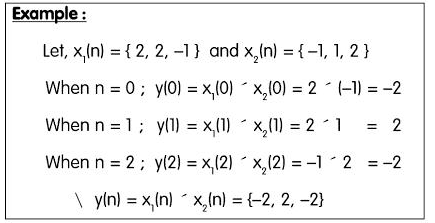 Example :
Let, x₁(n) = { 2, 2, –1 } and x₂(n) = { –1, 1, 2 }
When n = 0 ; y(0) = x₁(0) ´ x₂(0) = 2 ´ (–1) = –2
When n = 1 ; y(1) = x₁(1) ´ x₂(1) = 2 ´ 1 = 2
When n = 2 ; y(2) = x₁(2) ´ x₂(2) = –1 ´ 2 = –2
\ y(n) = x₁(n) ´ x₂(n) = {–2, 2, –2}